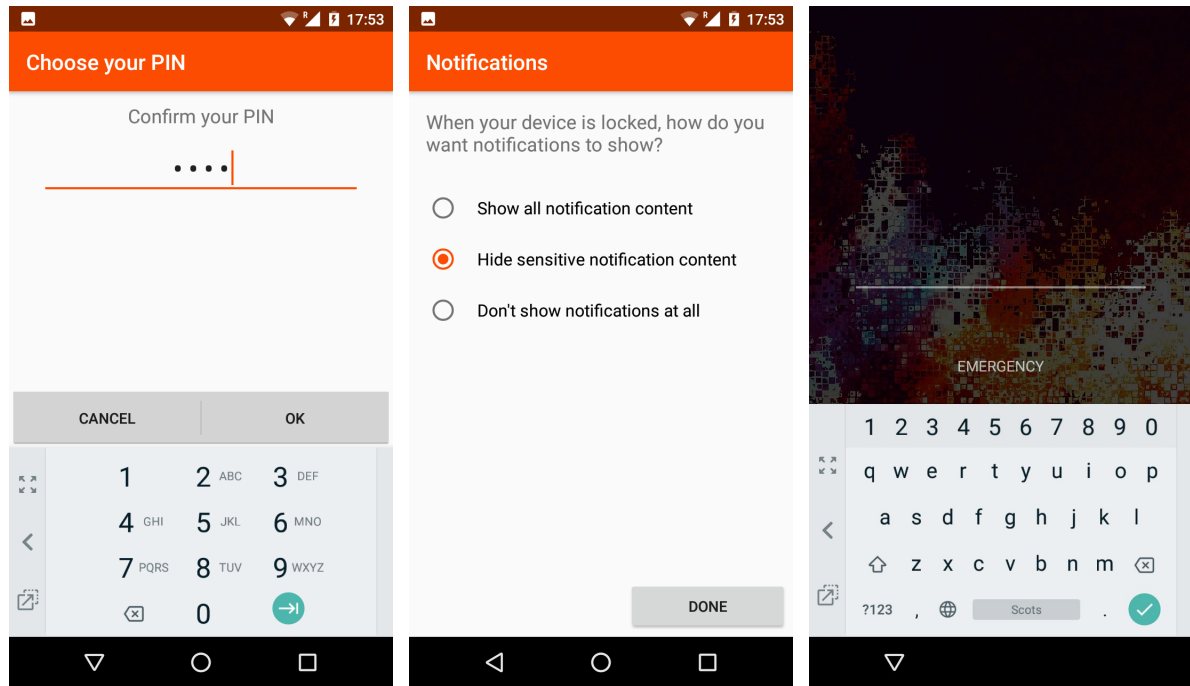 R 17:53
Choose your PIN
Confirm your PIN
CANCEL OK
1 2 ABC 3 DEF
4 GHI 5 JKL 6 MNO
7 PQRS 8 TUV 9 WXYZ
0
R 17:53
Notifications
When your device is locked, how do you
want notifications to show?
Show all notification content
Hide sensitive notification content
Don't show notifications at all
DONE
EMERGENCY
1 2 3 4 5 6 7 8 9 0
q w e r t y u i o p
a s d f g h j k l
z x c v b n m
?123 , Scots .